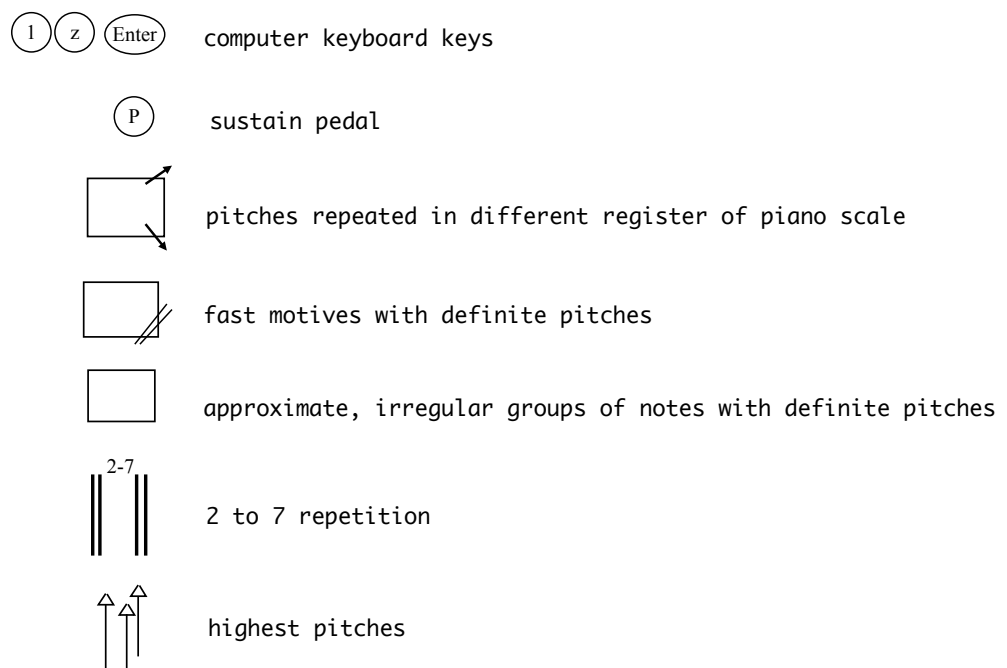 1 z Enter computer keyboard keys
P sustain pedal
pitches repeated in different register of piano scale
fast motives with definite pitches
approximate, irregular groups of notes with definite pitches
2-7
2 to 7 repetition
highest pitches